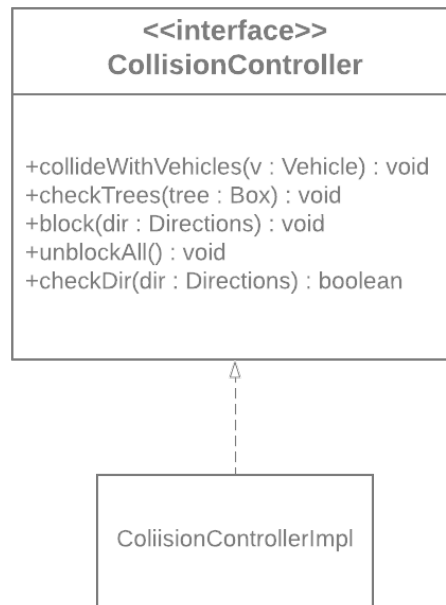 <<interface>>
CollisionController
+collideWithVehicles(v : Vehicle) : void
+checkTrees(tree : Box) : void
+block(dir : Directions) : void
+unblockAll() : void
+checkDir(dir : Directions) : boolean
ColiisionControllerImpl